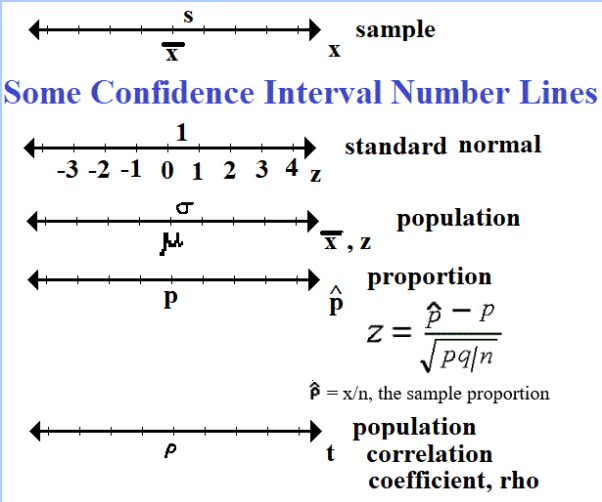 s
x̅ x sample
Some Confidence Interval Number Lines
1
-3 -2 -1 0 1 2 3 4 z standard normal
σ
μ x̅ , z population
p p̂ proportion
z = p̂ − p / √pq/n
p̂ = x/n, the sample proportion
ρ t population
correlation
coefficient, rho